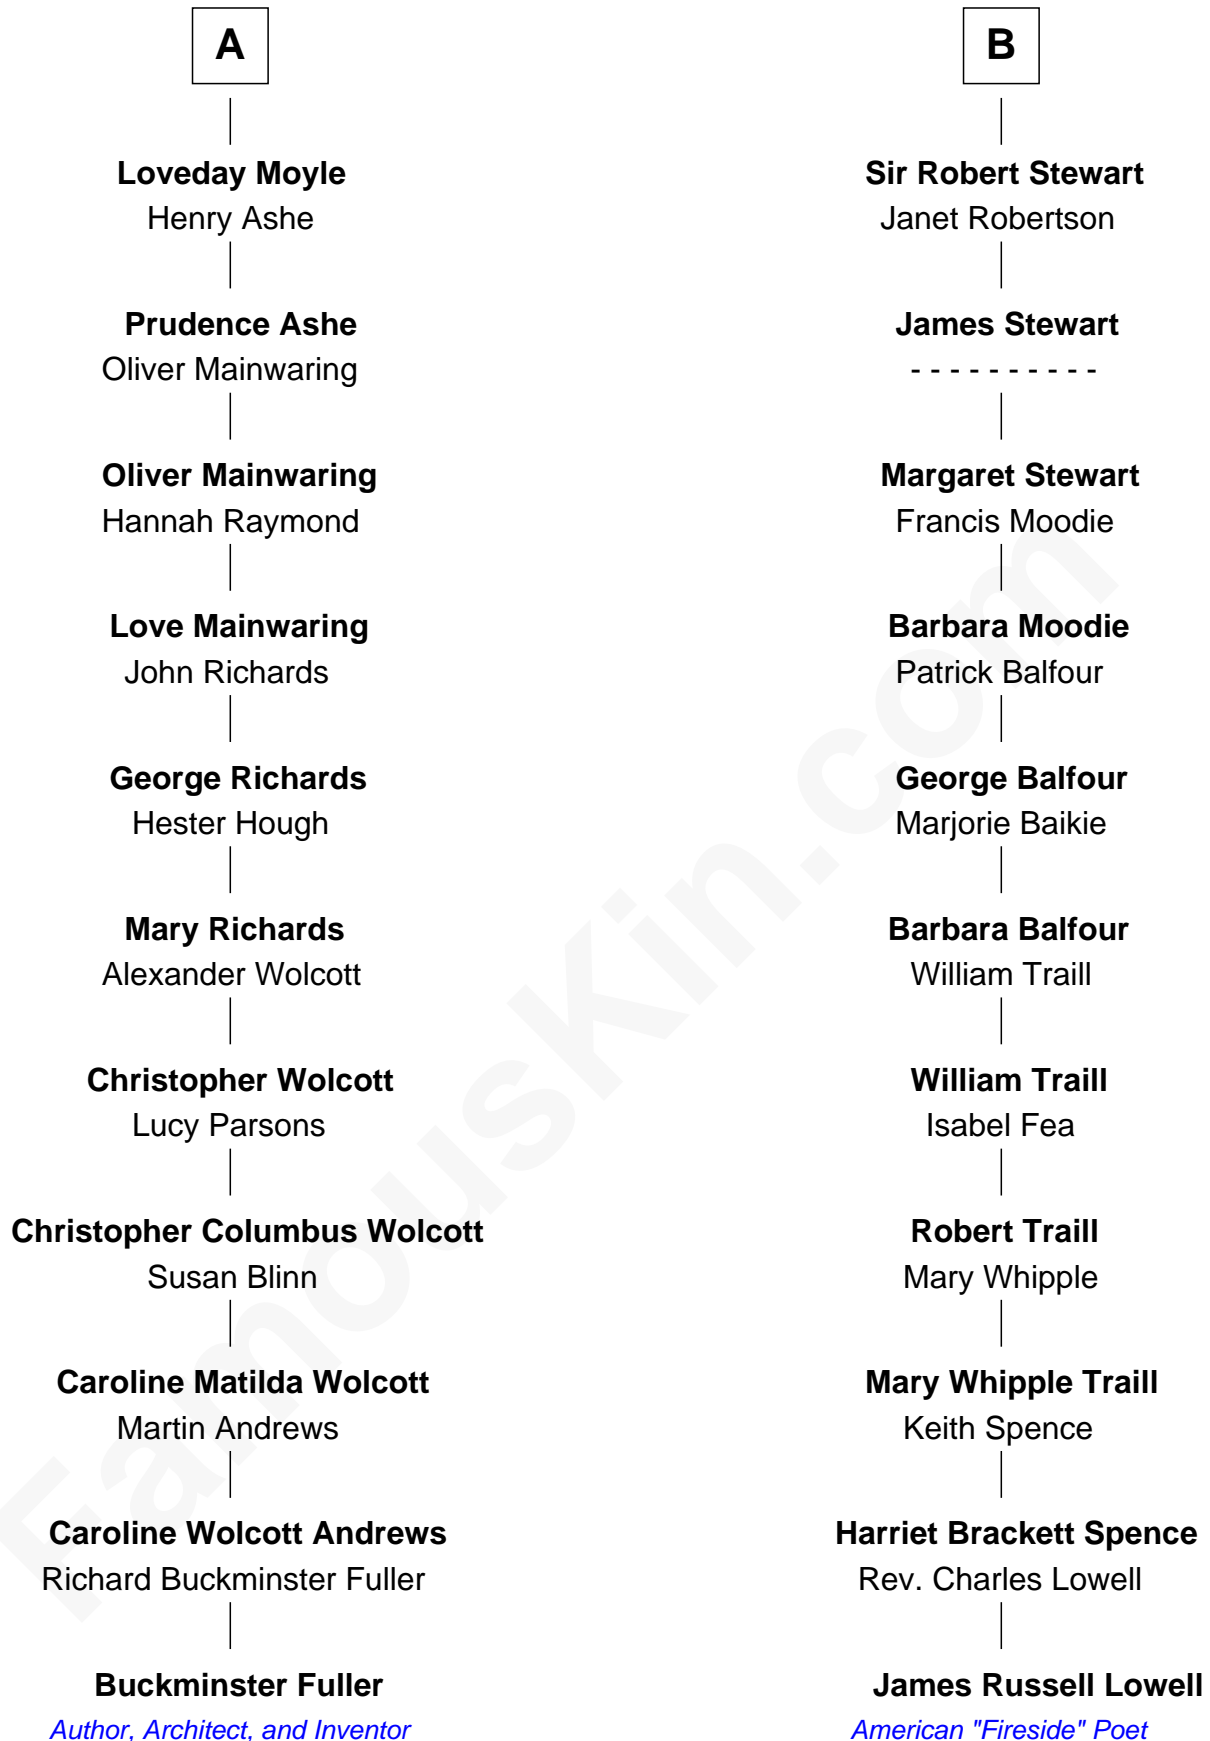 A
Loveday Moyle
Henry Ashe
Prudence Ashe
Oliver Mainwaring
Oliver Mainwaring
Hannah Raymond
Love Mainwaring
John Richards
George Richards
Hester Hough
Mary Richards
Alexander Wolcott
Christopher Wolcott
Lucy Parsons
Christopher Columbus Wolcott
Susan Blinn
Caroline Matilda Wolcott
Martin Andrews
Caroline Wolcott Andrews
Richard Buckminster Fuller
Buckminster Fuller
Author, Architect, and Inventor
B
Sir Robert Stewart
Janet Robertson
James Stewart
- - - - - - - - - -
Margaret Stewart
Francis Moodie
Barbara Moodie
Patrick Balfour
George Balfour
Marjorie Baikie
Barbara Balfour
William Traill
William Traill
Isabel Fea
Robert Traill
Mary Whipple
Mary Whipple Traill
Keith Spence
Harriet Brackett Spence
Rev. Charles Lowell
James Russell Lowell
American "Fireside" Poet
FamousKin.com